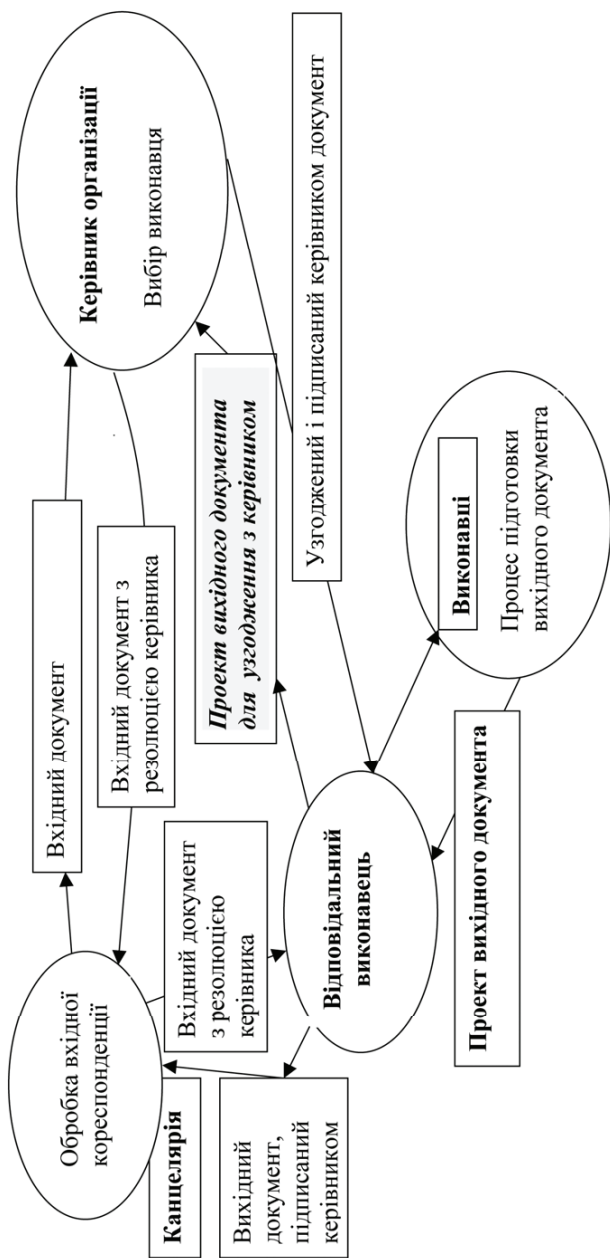 Обробка вхідної
кореспонденції
Канцелярія
Вхідний документ
Вхідний документ з
резолюцією керівника
Керівник організації
Вибір виконавця
Вхідний документ
з резолюцією
керівника
Проект вихідного документа
для узгодження з керівником
Вихідний
документ,
підписаний
керівником
Відповідальний
виконавець
Узгоджений і підписаний керівником документ
Виконавці
Процес підготовки
вихідного документа
Проект вихідного документа